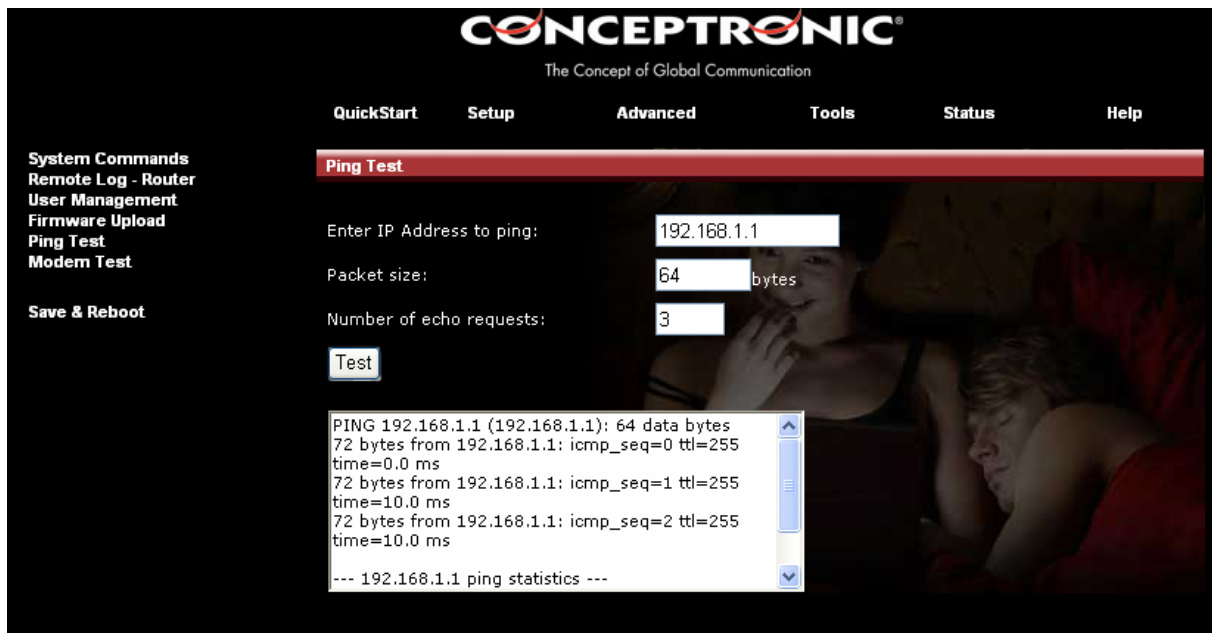 CONCEPTRONIC®
The Concept of Global Communication
QuickStart Setup Advanced Tools Status Help
System Commands
Remote Log - Router
User Management
Firmware Upload
Ping Test
Modem Test
Save & Reboot
Ping Test
Enter IP Address to ping: 192.168.1.1
Packet size: 64 bytes
Number of echo requests: 3
Test
PING 192.168.1.1 (192.168.1.1): 64 data bytes
72 bytes from 192.168.1.1: icmp_seq=0 ttl=255
time=0.0 ms
72 bytes from 192.168.1.1: icmp_seq=1 ttl=255
time=10.0 ms
72 bytes from 192.168.1.1: icmp_seq=2 ttl=255
time=10.0 ms
--- 192.168.1.1 ping statistics ---